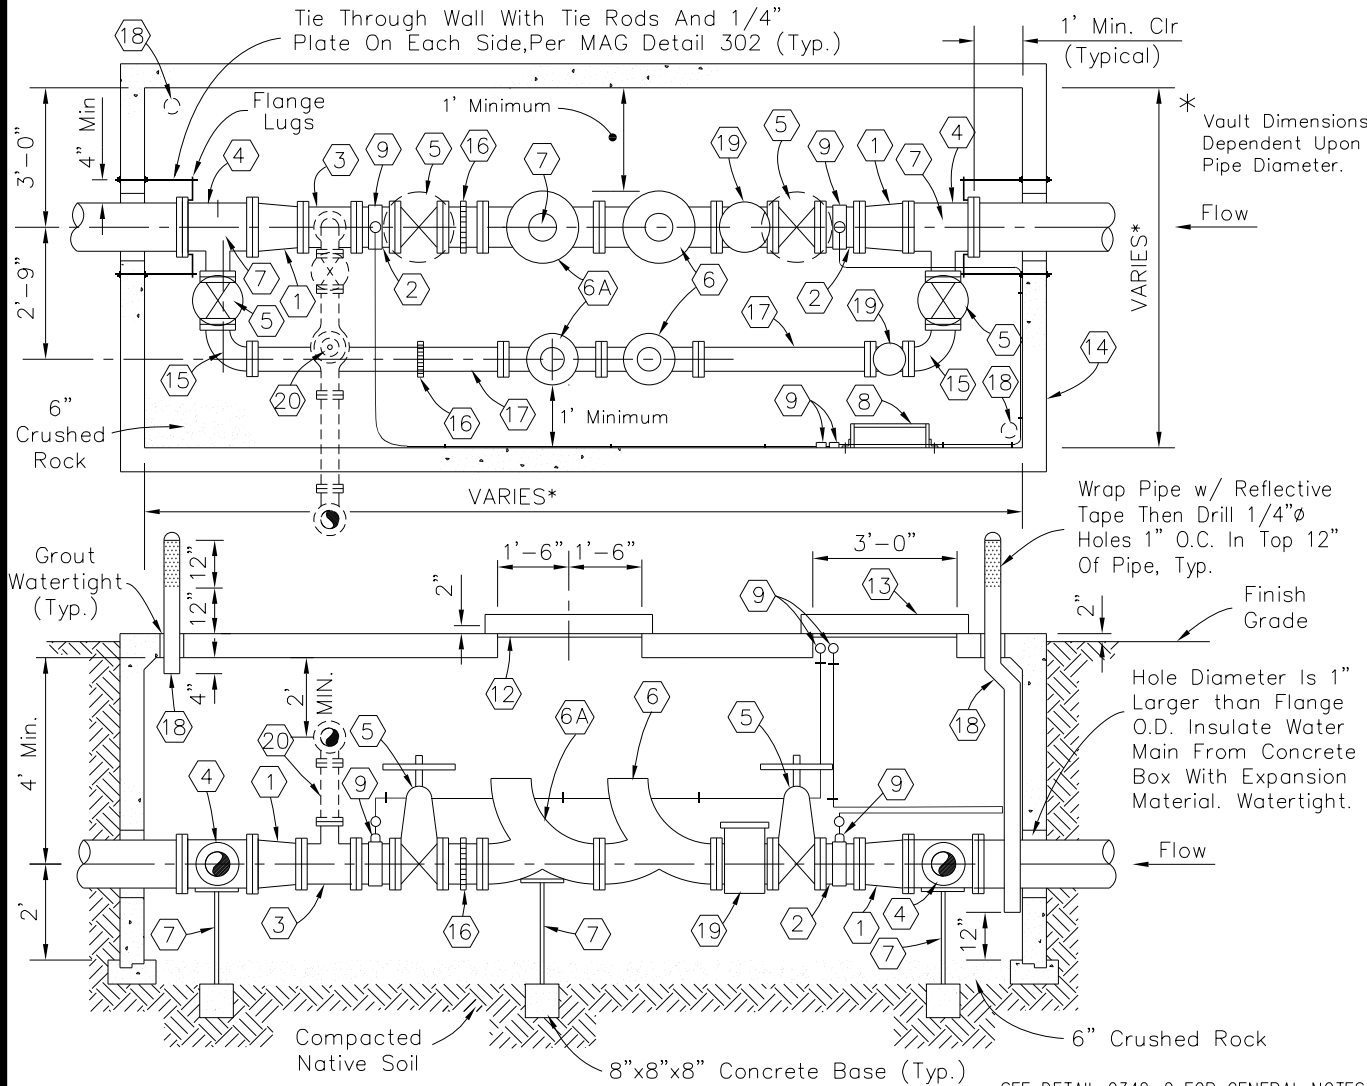 Tie Through Wall With Tie Rods And 1/4"
Plate On Each Side,Per MAG Detail 302 (Typ.)
1' Min. Clr
(Typical)
18
3'-0"
4" Min
Flange
Lugs
1' Minimum
*
Vault Dimensions
Dependent Upon
Pipe Diameter.
4
3
9
5
16
7
19
5
9
1
7
4
Flow
2'-9"
7
1
2
6A
6
2
VARIES*
5
17
19
5
14
15
20
16
17
1' Minimum
9
8
15
18
6"
Crushed
Rock
VARIES*
Wrap Pipe w/ Reflective
Tape Then Drill 1/4"ø
Holes 1" O.C. In Top 12"
Of Pipe, Typ.
Grout
Watertight
(Typ.)
12"
12"
4"
1'-6"
1'-6"
2"
3'-0"
9
13
2"
Finish
Grade
4' Min.
18
2'
MIN.
12
5
6A
6
5
18
Hole Diameter Is 1"
Larger than Flange
O.D. Insulate Water
Main From Concrete
Box With Expansion
Material. Watertight.
4
1
20
9
9
Flow
2'
7
3
16
7
19
2
1
4
7
12"
Compacted
Native Soil
8"x8"x8" Concrete Base (Typ.)
6" Crushed Rock